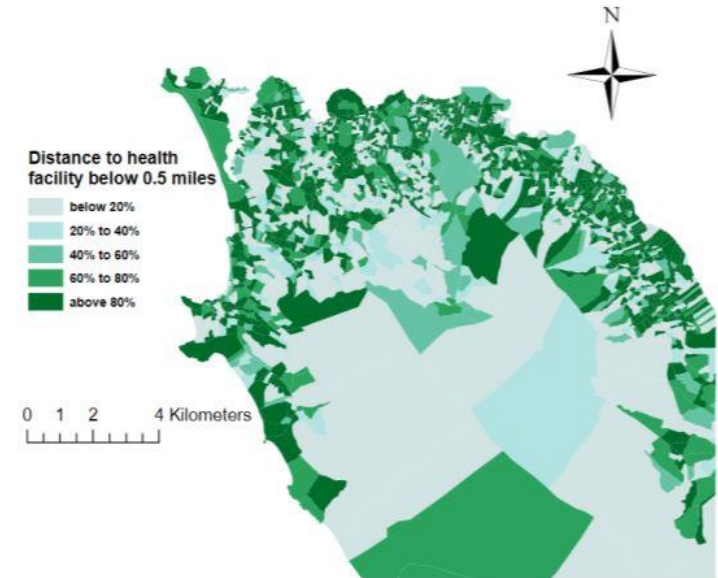 N
Distance to health
facility below 0.5 miles
below 20%
20% to 40%
40% to 60%
60% to 80%
above 80%
0 1 2 4 Kilometers